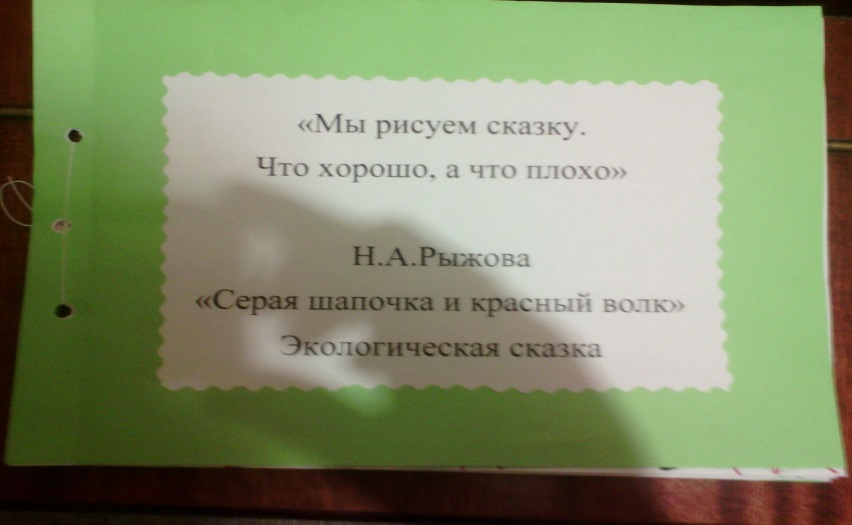 «Мы рисуем сказку.
Что хорошо, а что плохо»
Н.А.Рыжова
«Серая шапочка и красный волк»
Экологическая сказка